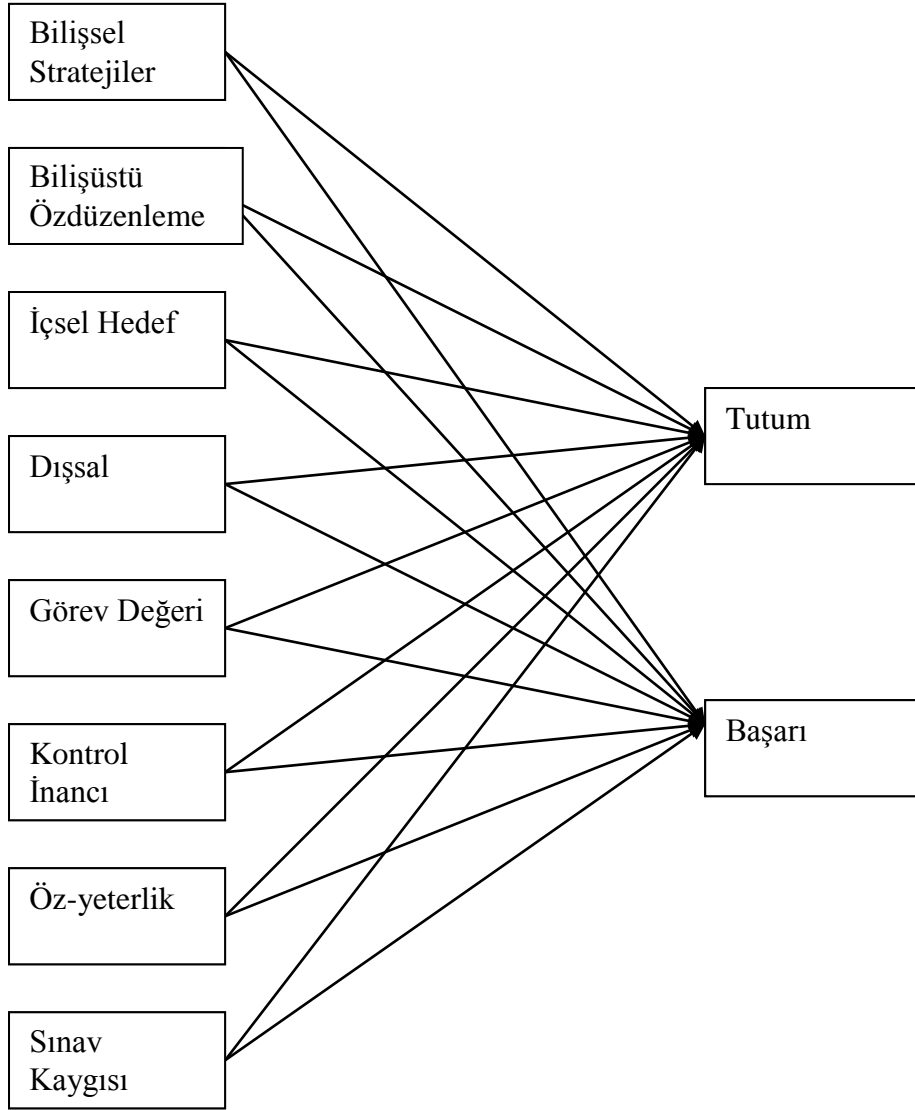 Bilişsel
Stratejiler
Bilişüstü
Özdüzenleme
İçsel Hedef
Dışsal
Görev Değeri
Kontrol
İnancı
Öz-yeterlik
Sınav
Kaygısı
Tutum
Başarı